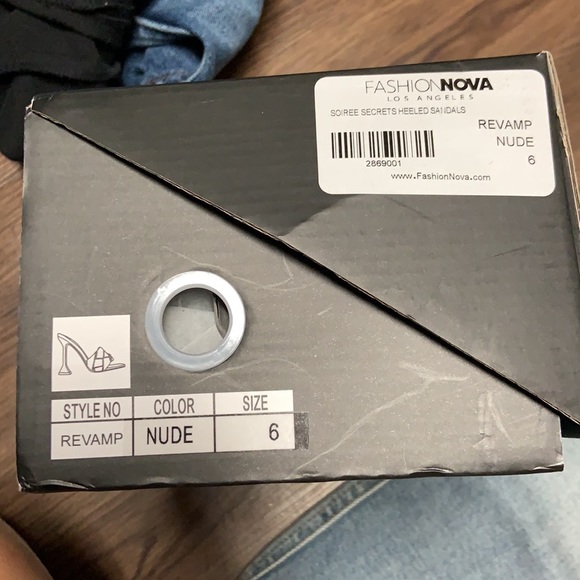 FASHIONNOVA
LOS ANGELES
SOIREE SECRETS HEELED SANDALS
REVAMP
NUDE
6
2869001
www.FashionNova.com
STYLE NO COLOR SIZE
REVAMP NUDE 6